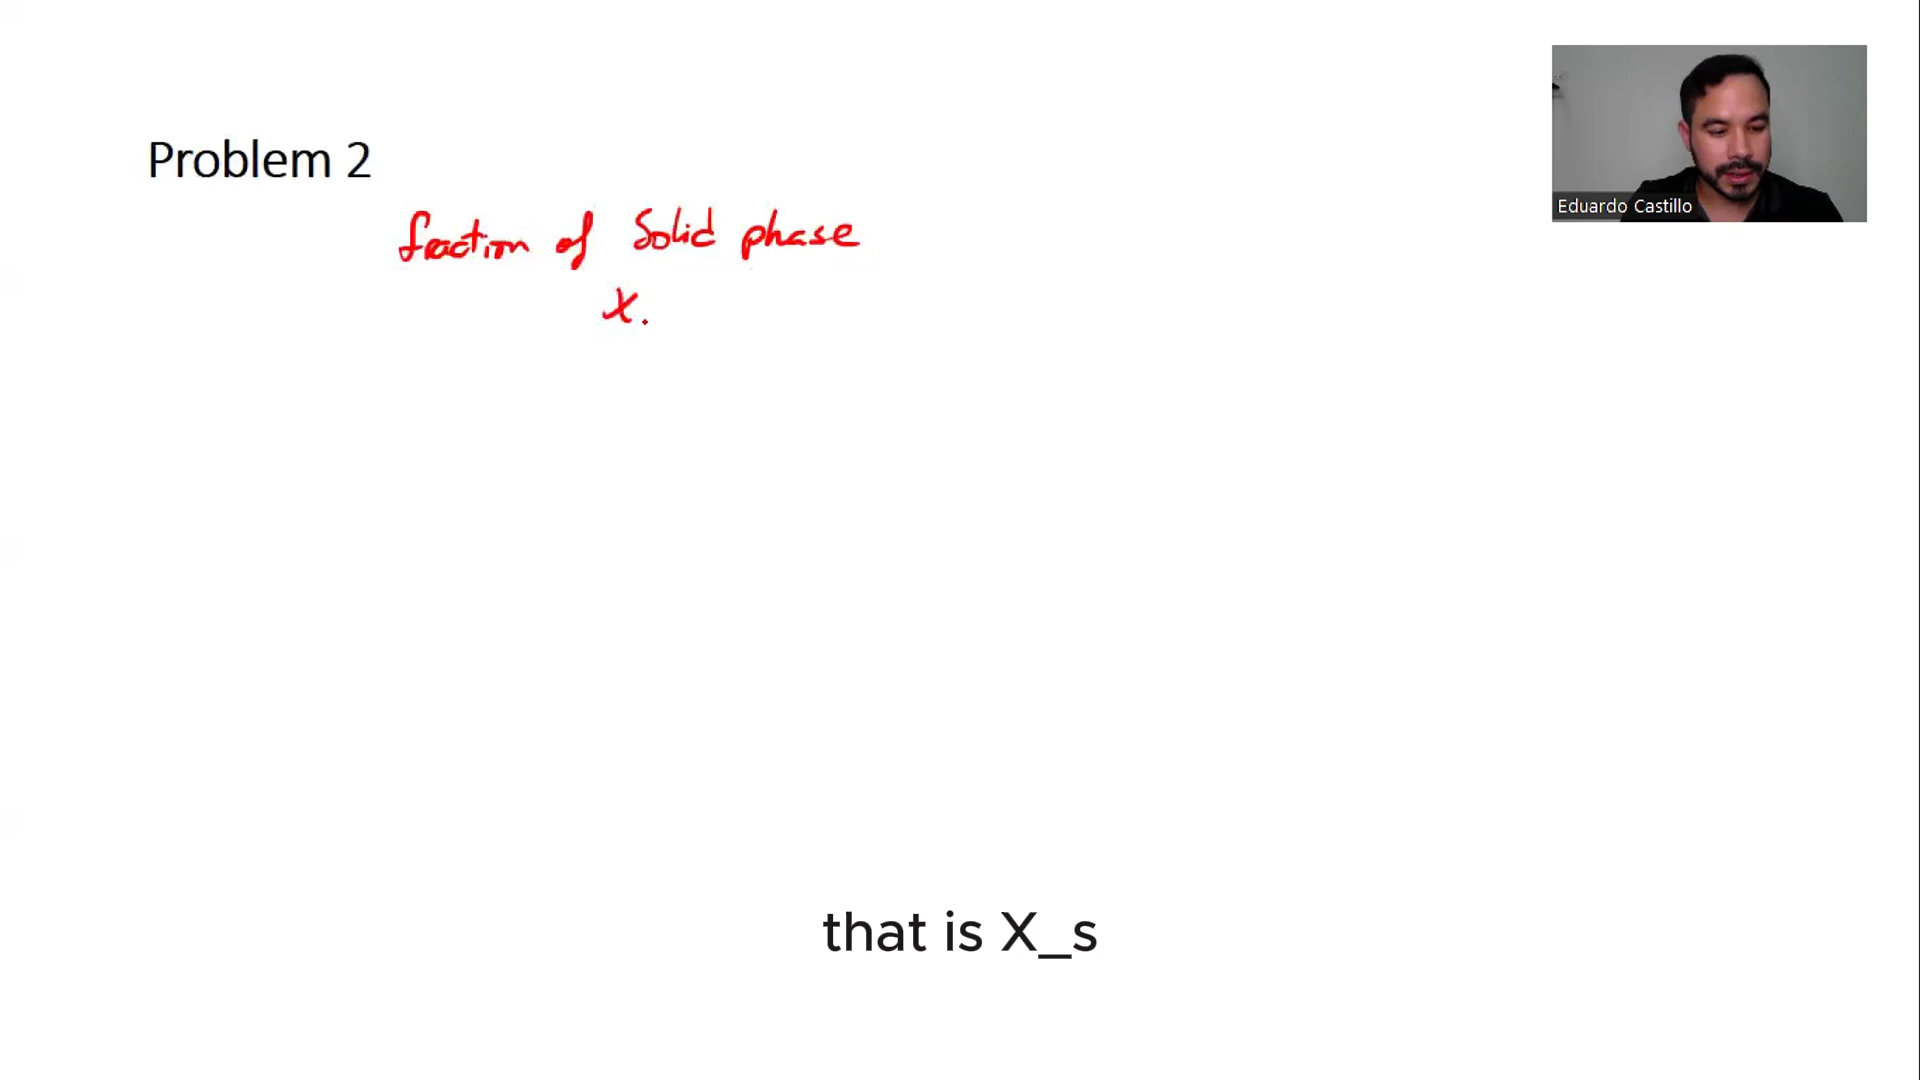 Problem 2
fraction of Solid phase
X.
Eduardo Castillo
that is X_s